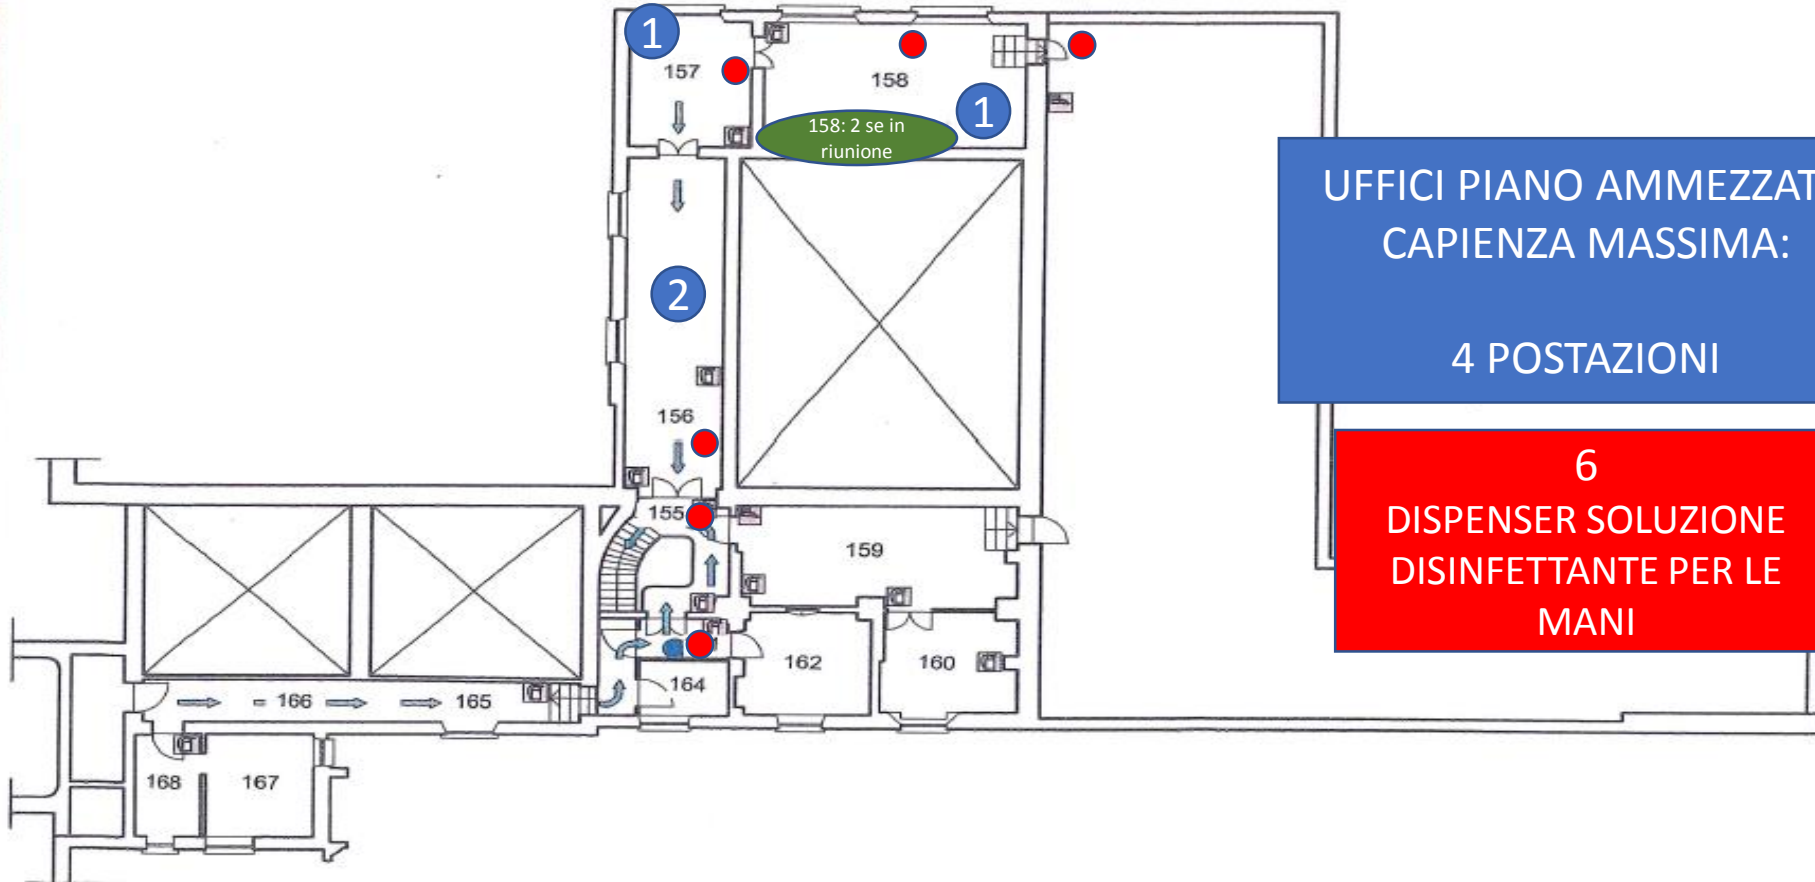 1
157
158
1
158: 2 se in
riunione
UFFICI PIANO AMMEZZAT
CAPIENZA MASSIMA:
4 POSTAZIONI
2
156
6
DISPENSER SOLUZIONE
DISINFETTANTE PER LE
MANI
155
159
162
160
164
166
165
168
167